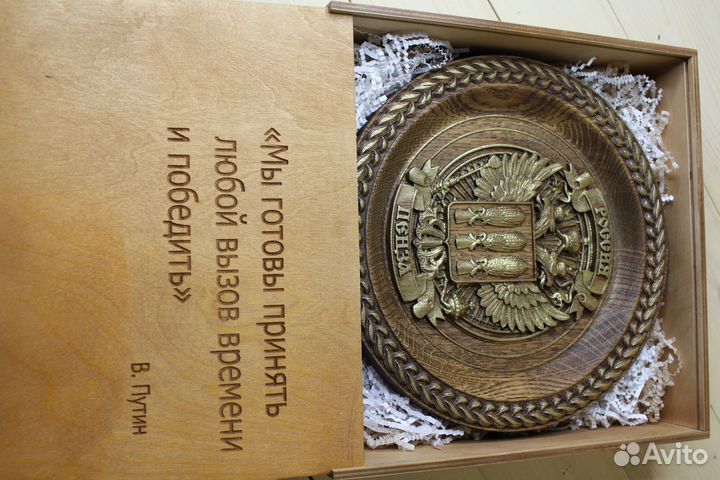 «Мы готовы принять
любой вызов времени
и победить»
В. Путин
РОССИЯ
ПЕНЗА
Avito